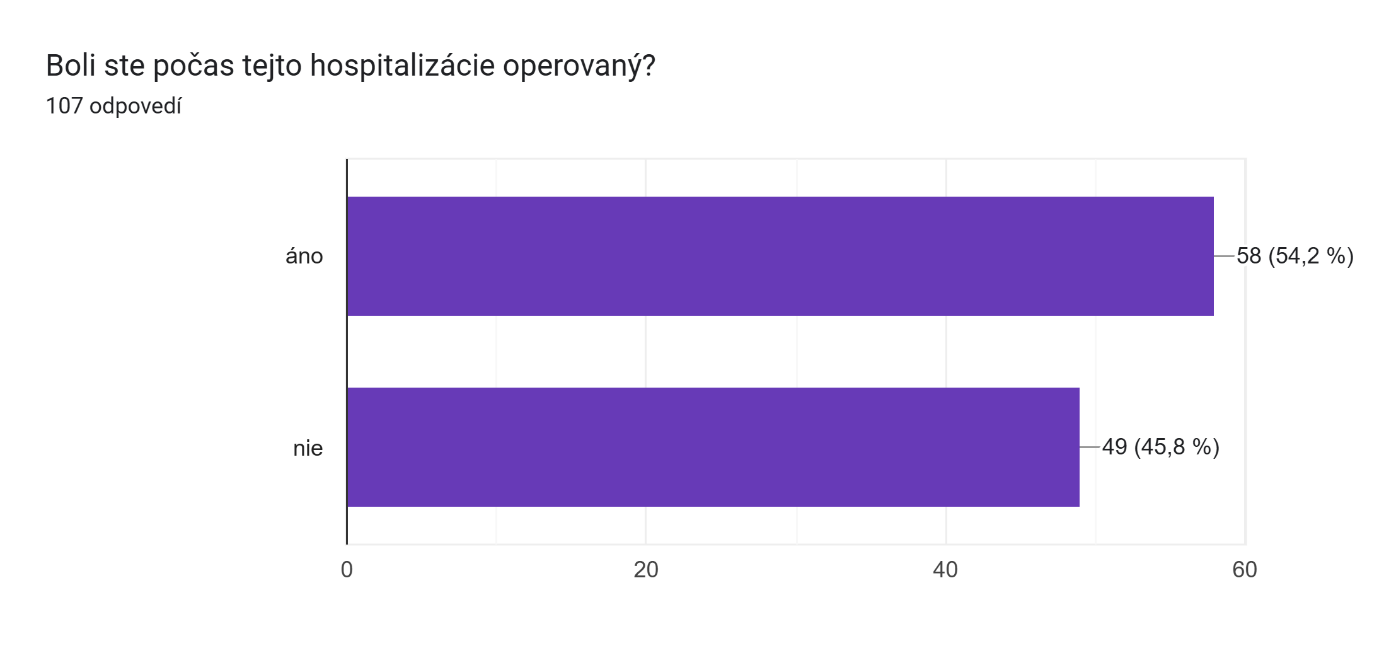 Boli ste počas tejto hospitalizácie operovaný?
107 odpovedí
áno
58 (54,2 %)
nie
49 (45,8 %)
0
20
40
60